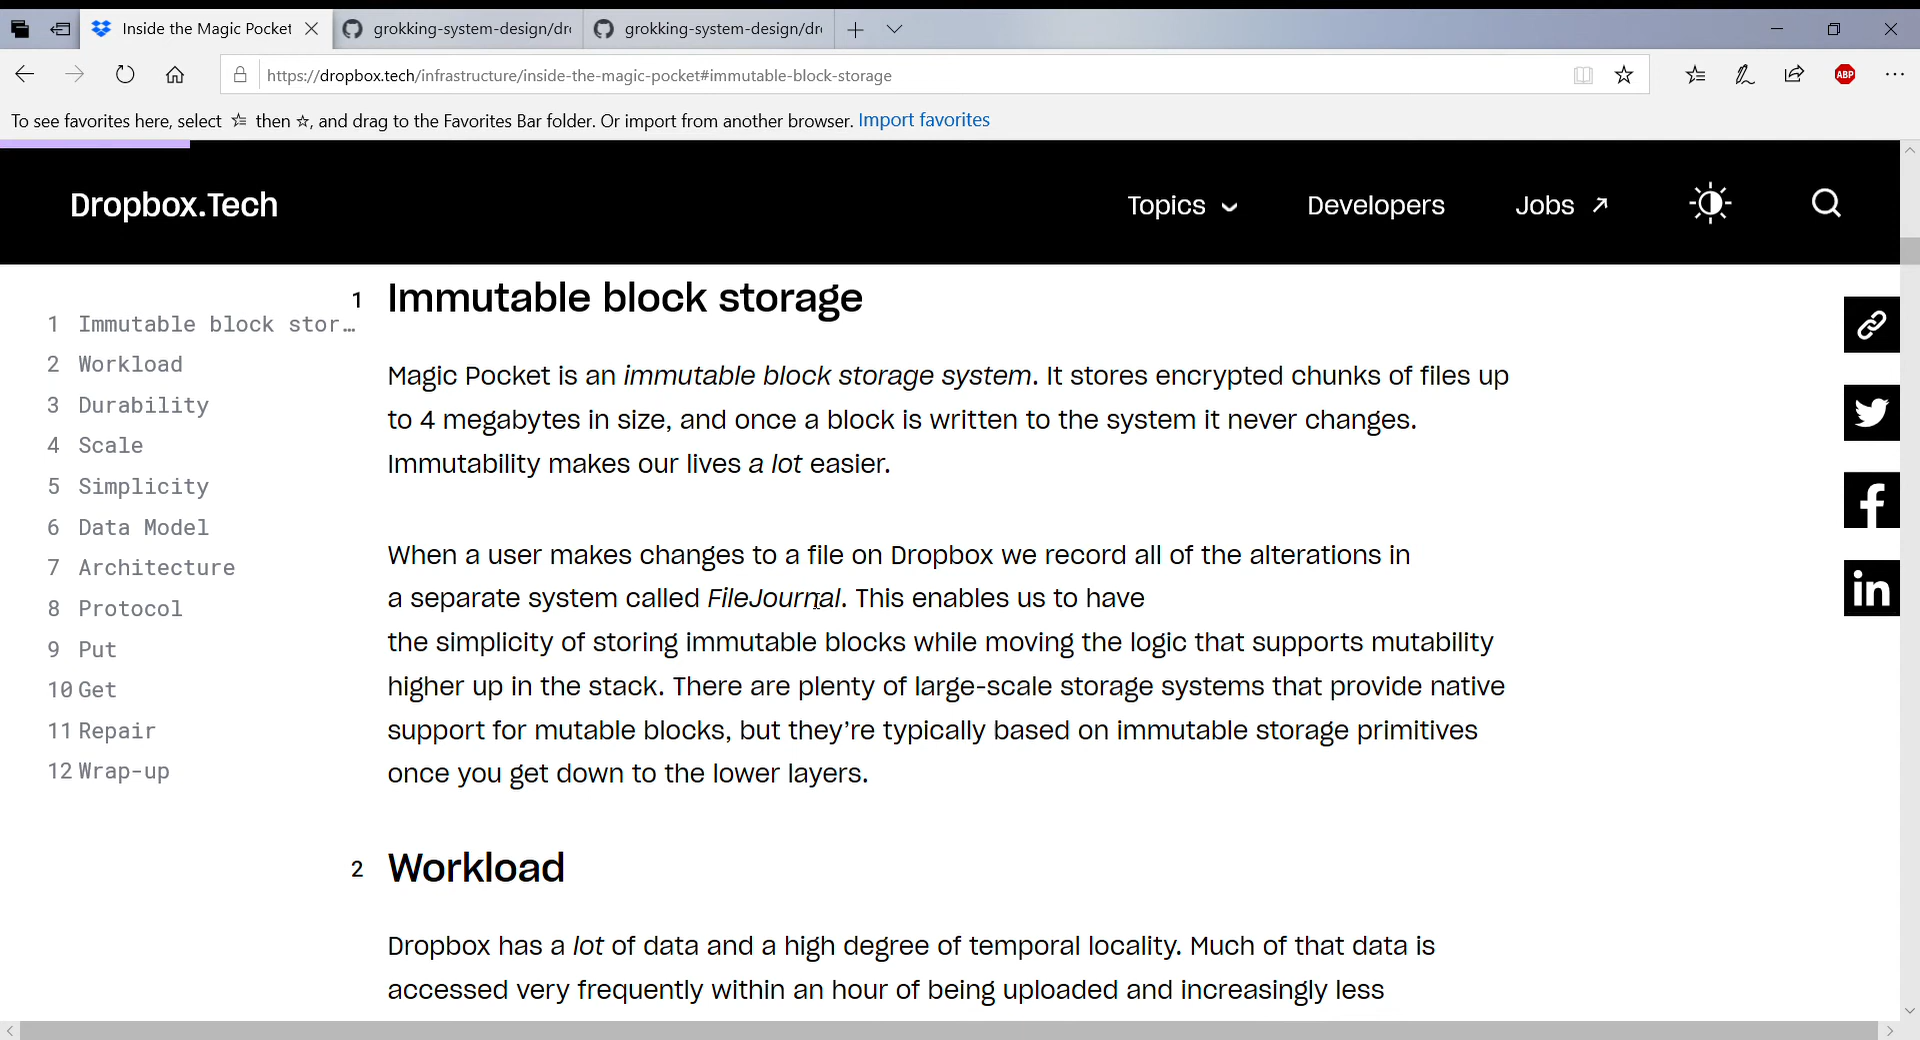 Inside the Magic Pocket
grokking-system-design/dr
grokking-system-design/dr
https://dropbox.tech/infrastructure/inside-the-magic-pocket#immutable-block-storage
ABP
To see favorites here, select then ☆, and drag to the Favorites Bar folder. Or import from another browser. Import favorites
Dropbox.Tech
Topics
Developers
Jobs ↗
1 Immutable block stor…
2 Workload
3 Durability
4 Scale
5 Simplicity
6 Data Model
7 Architecture
8 Protocol
9 Put
10 Get
11 Repair
12 Wrap-up
1 Immutable block storage
Magic Pocket is an immutable block storage system. It stores encrypted chunks of files up
to 4 megabytes in size, and once a block is written to the system it never changes.
Immutability makes our lives a lot easier.
When a user makes changes to a file on Dropbox we record all of the alterations in
a separate system called FileJournal. This enables us to have
the simplicity of storing immutable blocks while moving the logic that supports mutability
higher up in the stack. There are plenty of large-scale storage systems that provide native
support for mutable blocks, but they’re typically based on immutable storage primitives
once you get down to the lower layers.
2 Workload
Dropbox has a lot of data and a high degree of temporal locality. Much of that data is
accessed very frequently within an hour of being uploaded and increasingly less
f
in